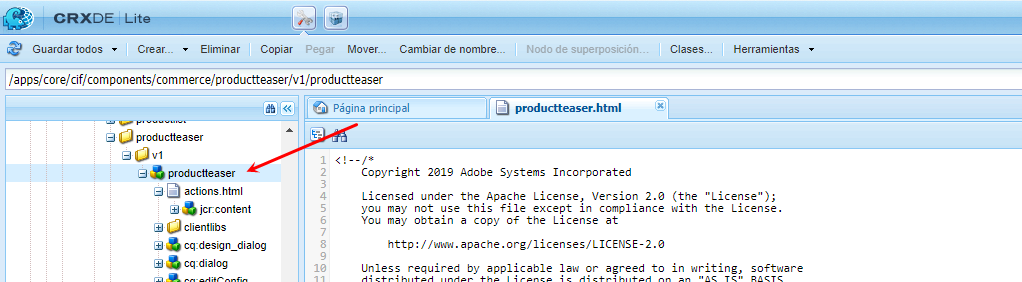 CRXDE | Lite
Guardar todos Crear... Eliminar Copiar Pegar Mover... Cambiar de nombre... Nodo de superposición... Clases... Herramientas
/apps/core/cif/components/commerce/productteaser/v1/productteaser
Página principal productteaser.html
productlist
productteaser
v1
productteaser
actions.html
jcr:content
clientlibs
cq:design_dialog
cq:dialog
cq:editConfig
1 <!--/*
2 Copyright 2019 Adobe Systems Incorporated
3
4 Licensed under the Apache License, Version 2.0 (the "License");
5 you may not use this file except in compliance with the License.
6 You may obtain a copy of the License at
7
8 http://www.apache.org/licenses/LICENSE-2.0
9
10 Unless required by applicable law or agreed to in writing, software
11 distributed under the License is distributed on an "AS IS" BASIS,